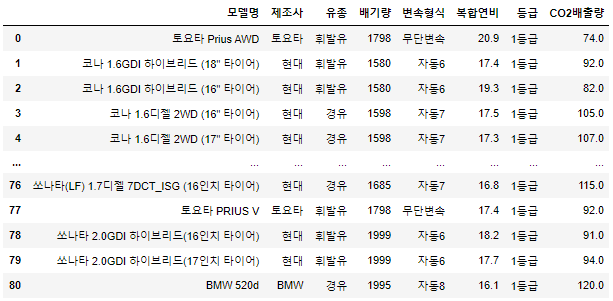 모델명 제조사 유종 배기량 변속형식 복합연비 등급 CO2배출량
0 토요타 Prius AWD 토요타 휘발유 1798 무단변속 20.9 1등급 74.0
1 코나 1.6GDI 하이브리드 (18" 타이어) 현대 휘발유 1580 자동6 17.4 1등급 92.0
2 코나 1.6GDI 하이브리드 (16" 타이어) 현대 휘발유 1580 자동6 19.3 1등급 82.0
3 코나 1.6디젤 2WD (16" 타이어) 현대 경유 1598 자동7 17.5 1등급 105.0
4 코나 1.6디젤 2WD (17" 타이어) 현대 경유 1598 자동7 17.3 1등급 107.0
... ... ... ... ... ... ... ... ...
76 쏘나타(LF) 1.7디젤 7DCT_ISG (16인치 타이어) 현대 경유 1685 자동7 16.8 1등급 115.0
77 토요타 PRIUS V 토요타 휘발유 1798 무단변속 17.4 1등급 92.0
78 쏘나타 2.0GDI 하이브리드(16인치 타이어) 현대 휘발유 1999 자동6 18.2 1등급 91.0
79 쏘나타 2.0GDI 하이브리드(17인치 타이어) 현대 휘발유 1999 자동6 17.7 1등급 94.0
80 BMW 520d BMW 경유 1995 자동8 16.1 1등급 120.0